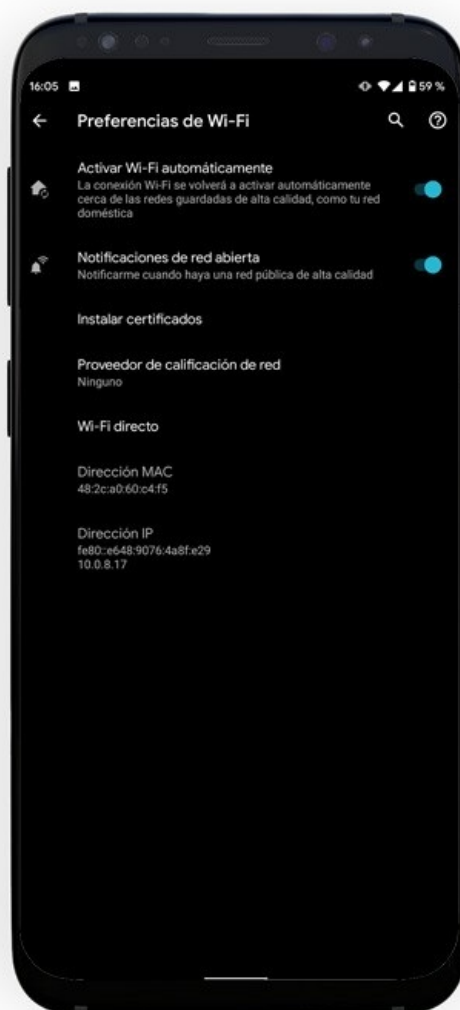 16:05 59 %
Preferencias de Wi-Fi
Activar Wi-Fi automáticamente
La conexión Wi-Fi se volverá a activar automáticamente
cerca de las redes guardadas de alta calidad, como tu red
doméstica
Notificaciones de red abierta
Notificarme cuando haya una red pública de alta calidad
Instalar certificados
Proveedor de calificación de red
Ninguno
Wi-Fi directo
Dirección MAC
48:2c:a0:60:c4:f5
Dirección IP
fe80::e648:9076:4a8f:e29
10.0.8.17